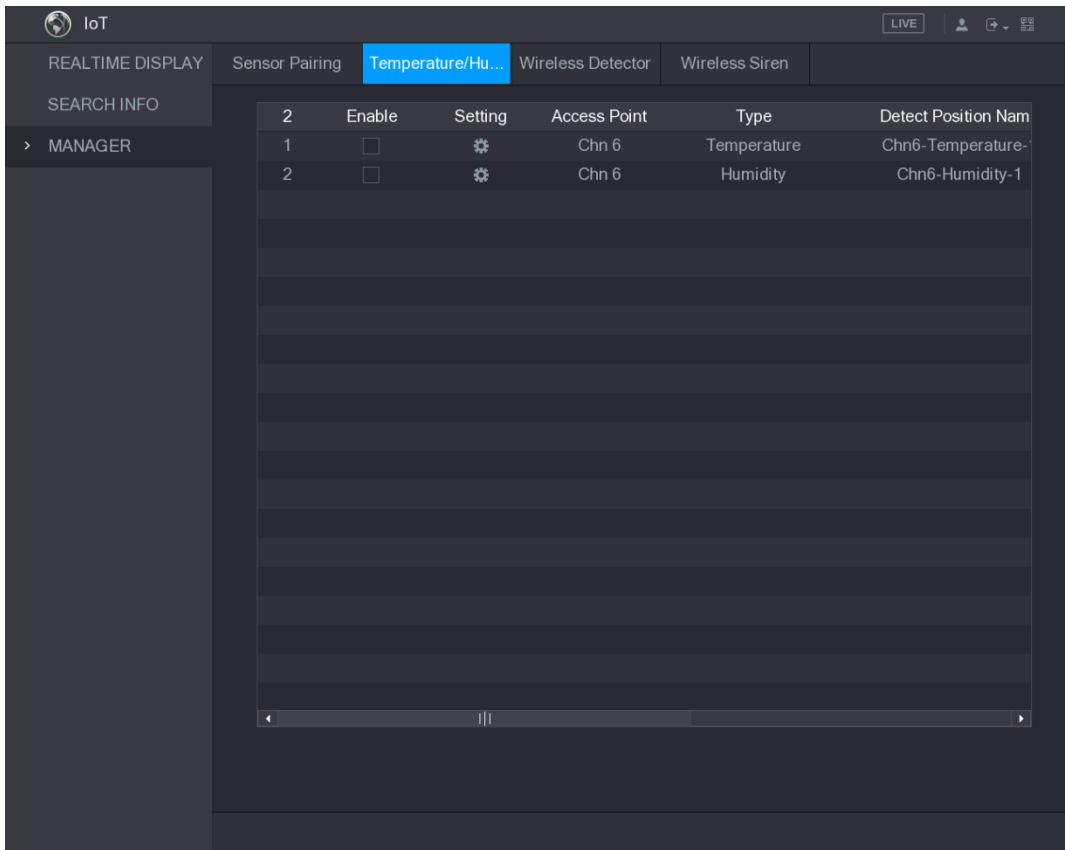 IoT
LIVE
REALTIME DISPLAY
SEARCH INFO
MANAGER
Sensor Pairing Temperature/Hu... Wireless Detector Wireless Siren
2 Enable Setting Access Point Type Detect Position Nam
1 Chn 6 Temperature Chn6-Temperature-1
2 Chn 6 Humidity Chn6-Humidity-1